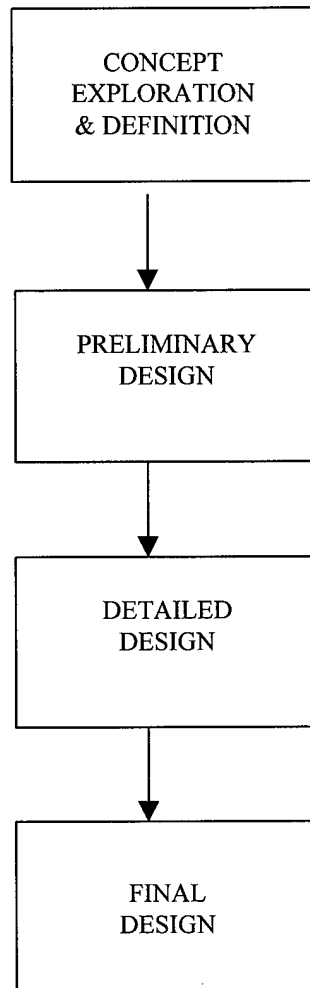 CONCEPT
EXPLORATION
& DEFINITION
PRELIMINARY
DESIGN
DETAILED
DESIGN
FINAL
DESIGN